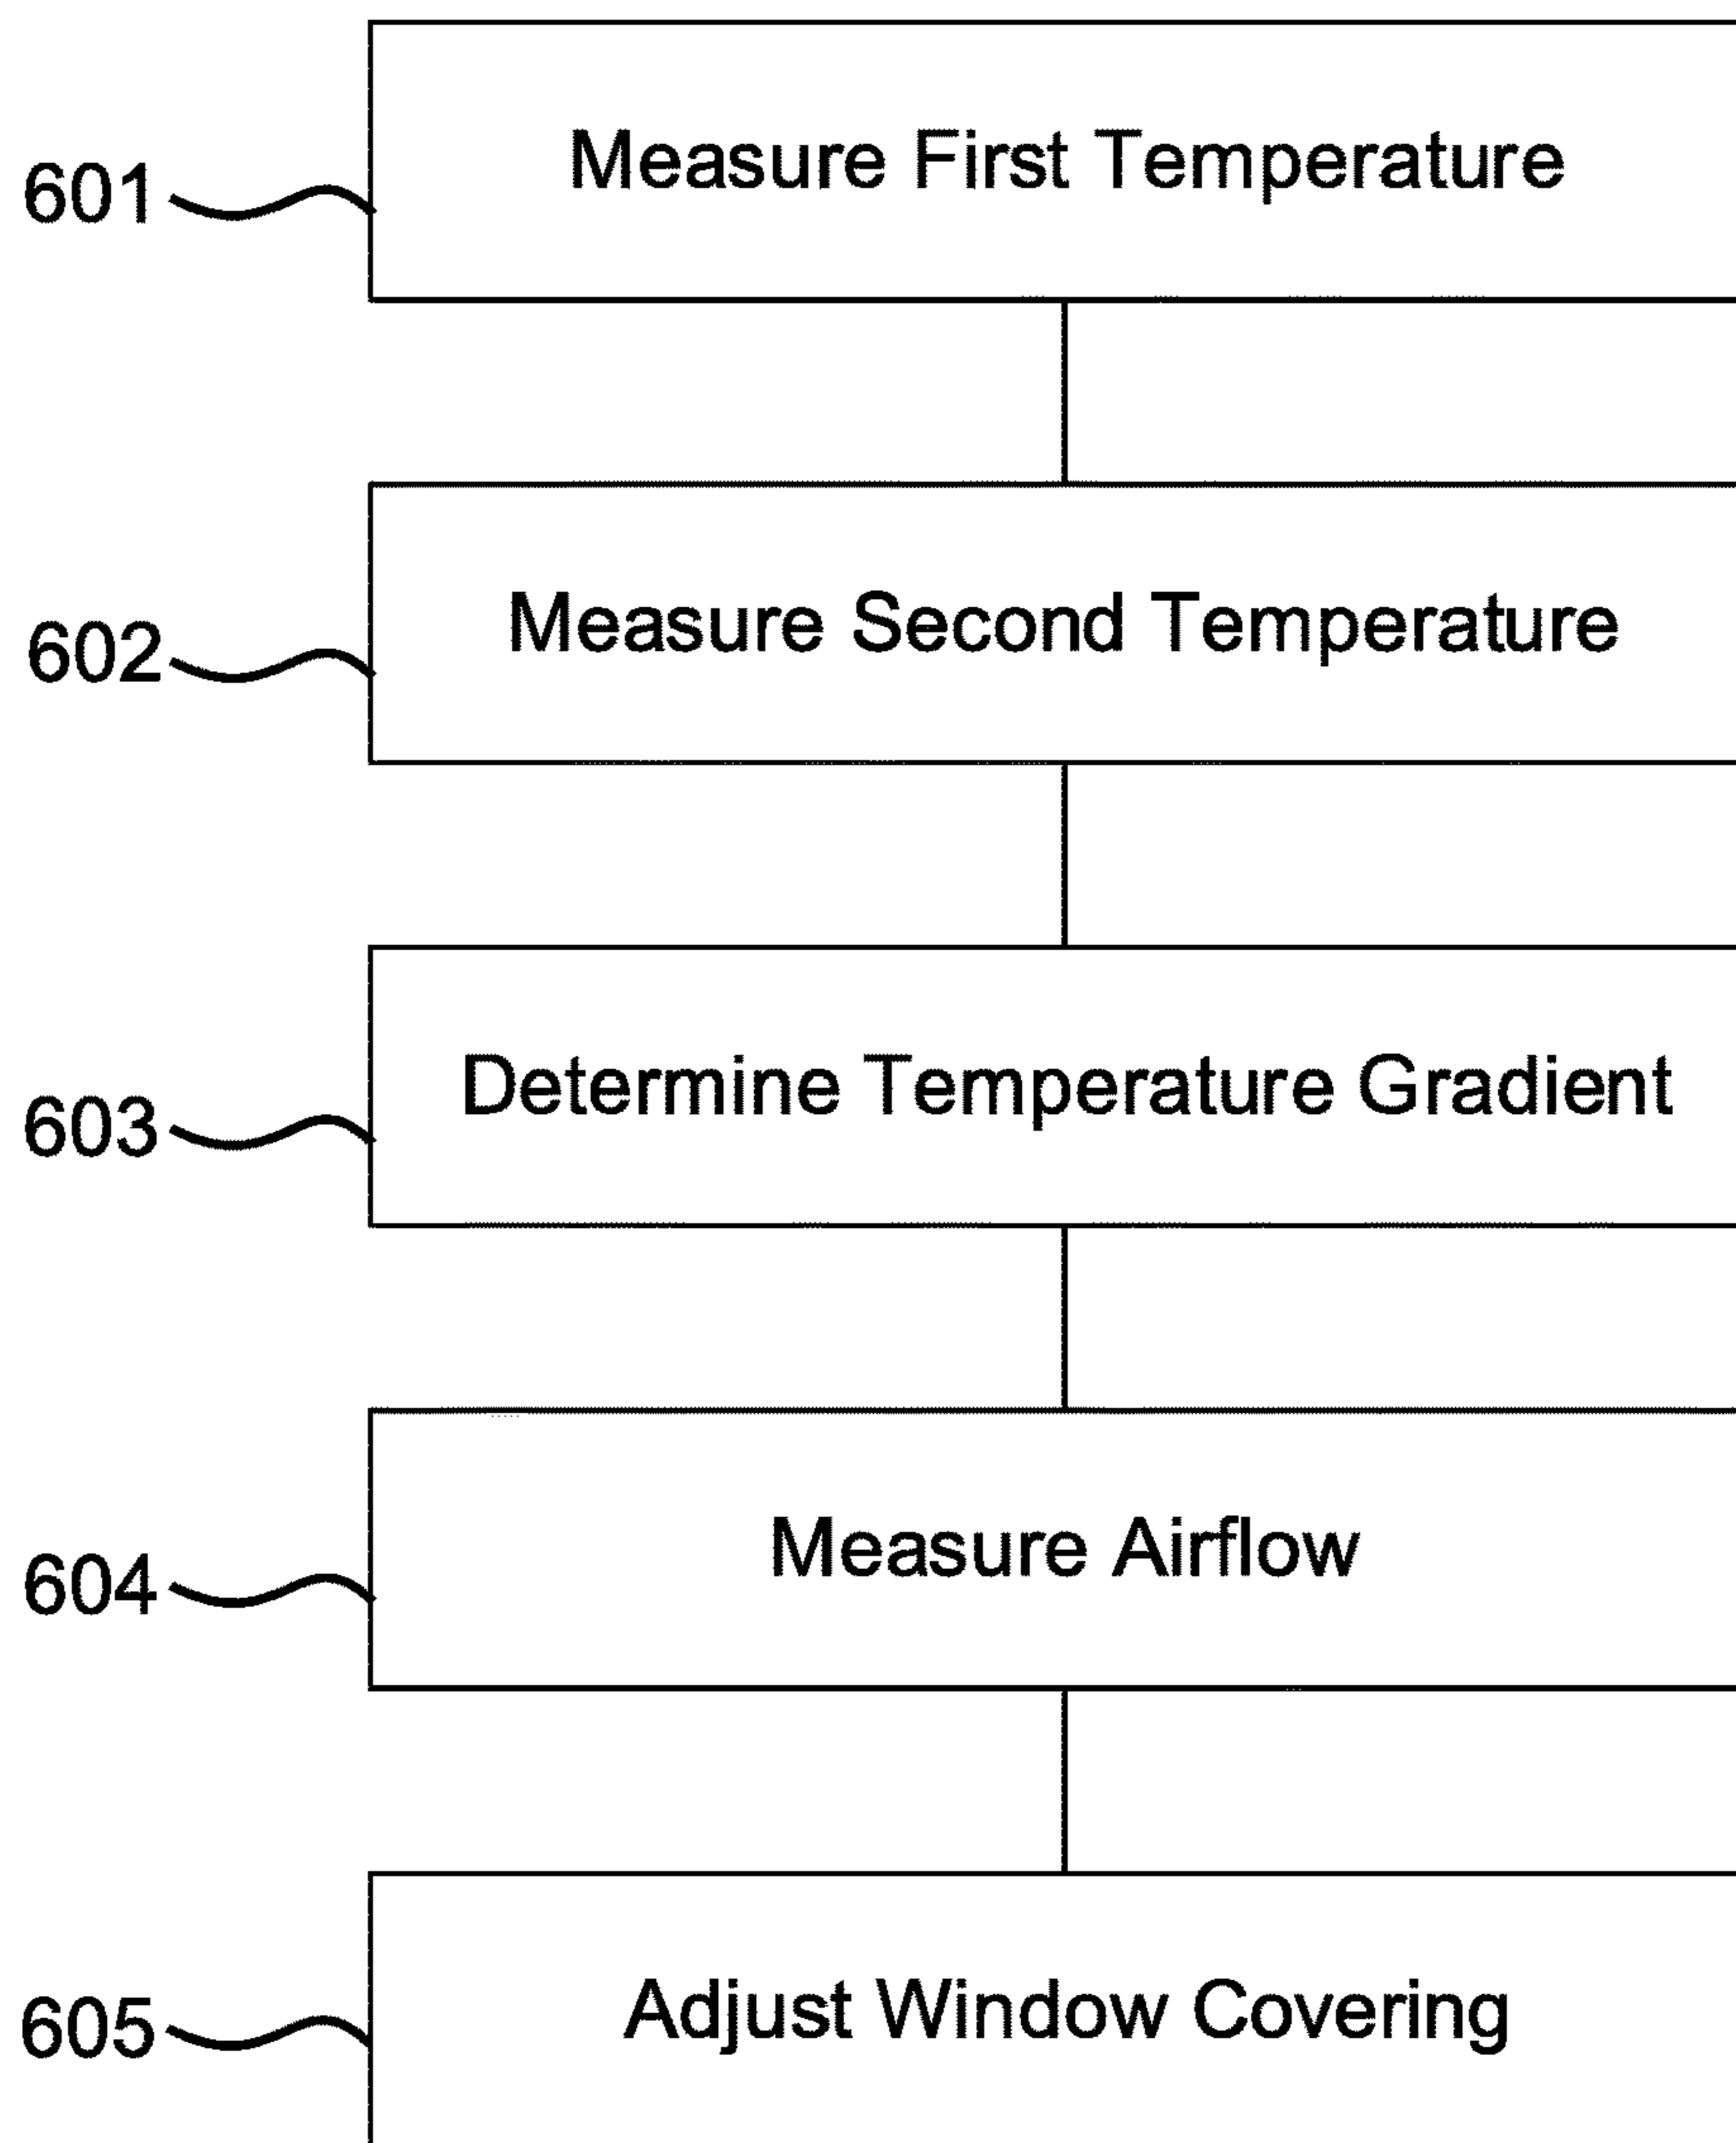 601 Measure First Temperature
602 Measure Second Temperature
603 Determine Temperature Gradient
604 Measure Airflow
605 Adjust Window Covering